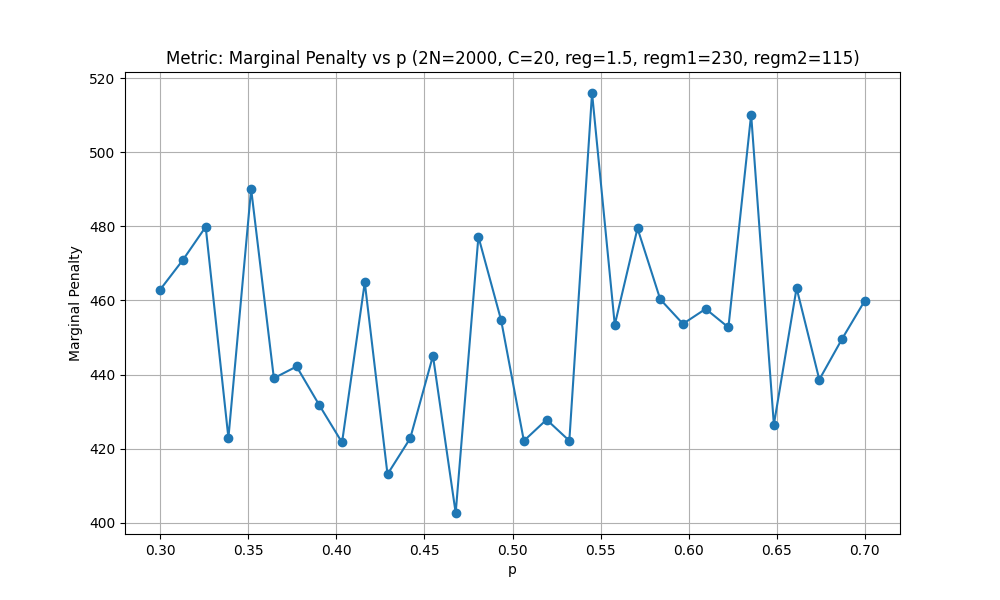 Metric: Marginal Penalty vs p (2N=2000, C=20, reg=1.5, regm1=230, regm2=115)
Marginal Penalty
520
500
480
460
440
420
400
0.30 0.35 0.40 0.45 0.50 0.55 0.60 0.65 0.70
p